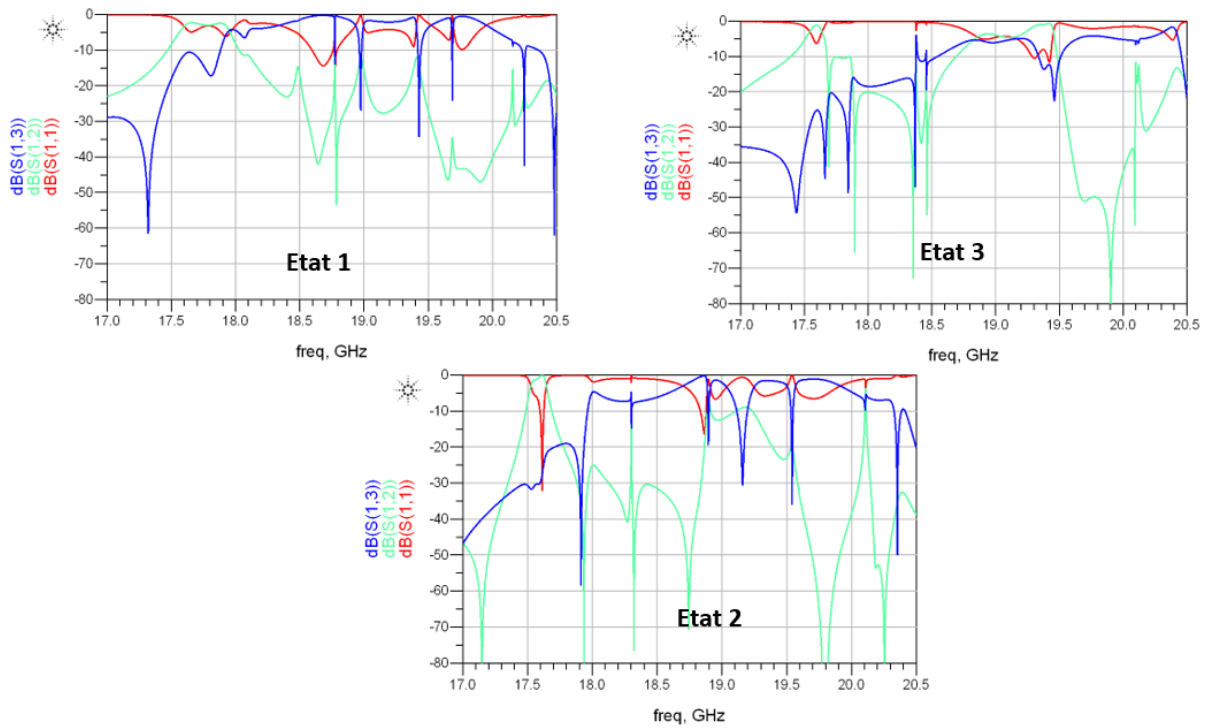 dB(S(1,3))
dB(S(1,2))
dB(S(1,1))
0
-10
-20
-30
-40
-50
-60
-70
-80
Etat 1
17.0 17.5 18.0 18.5 19.0 19.5 20.0 20.5
freq, GHz
dB(S(1,3))
dB(S(1,2))
dB(S(1,1))
0
-10
-20
-30
-40
-50
-60
-70
-80
Etat 3
17.0 17.5 18.0 18.5 19.0 19.5 20.0 20.5
freq, GHz
dB(S(1,3))
dB(S(1,2))
dB(S(1,1))
0
-10
-20
-30
-40
-50
-60
-70
-80
Etat 2
17.0 17.5 18.0 18.5 19.0 19.5 20.0 20.5
freq, GHz